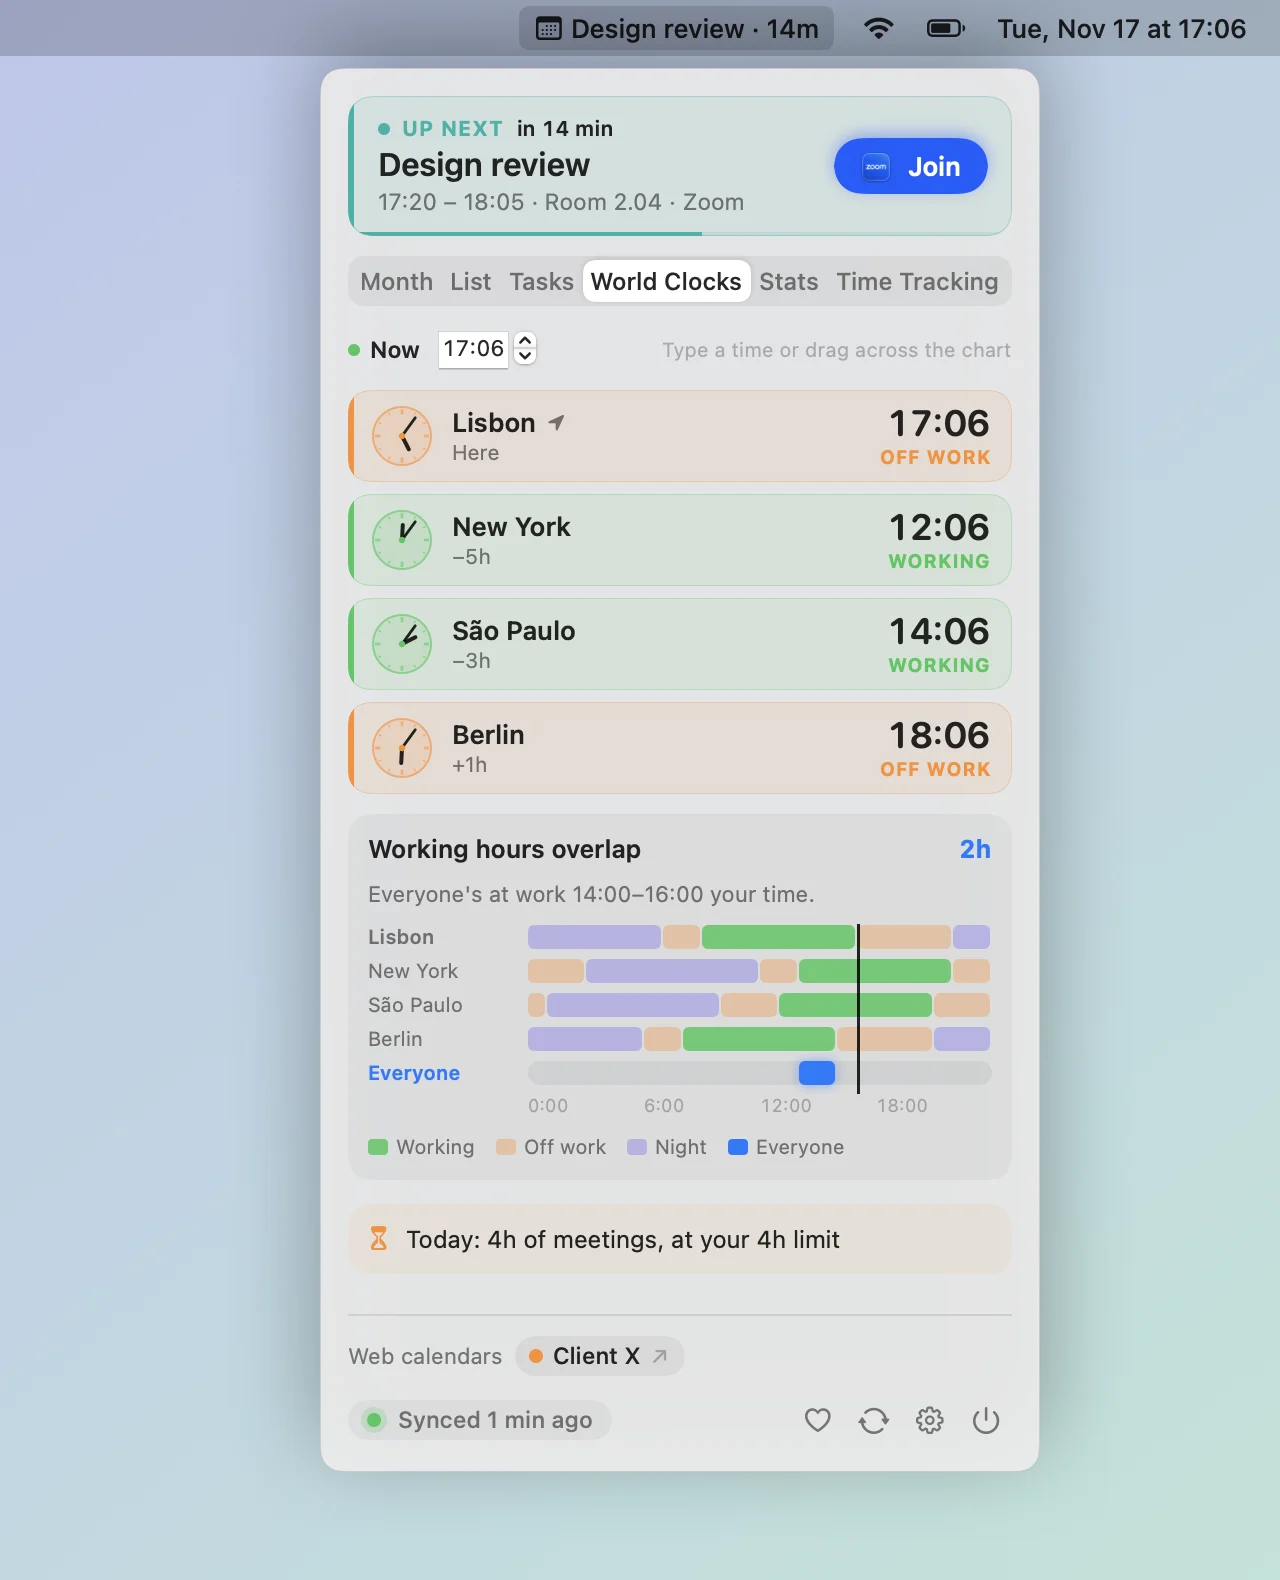 Design review · 14m
Tue, Nov 17 at 17:06
UP NEXT in 14 min
Design review
17:20 – 18:05 · Room 2.04 · Zoom
zoom
Join
Month List Tasks World Clocks Stats Time Tracking
Now 17:06 Type a time or drag across the chart
Lisbon
Here
17:06
OFF WORK
New York
–5h
12:06
WORKING
São Paulo
–3h
14:06
WORKING
Berlin
+1h
18:06
OFF WORK
Working hours overlap 2h
Everyone's at work 14:00–16:00 your time.
Lisbon
New York
São Paulo
Berlin
Everyone
0:00 6:00 12:00 18:00
Working Off work Night Everyone
Today: 4h of meetings, at your 4h limit
Web calendars Client X
Synced 1 min ago